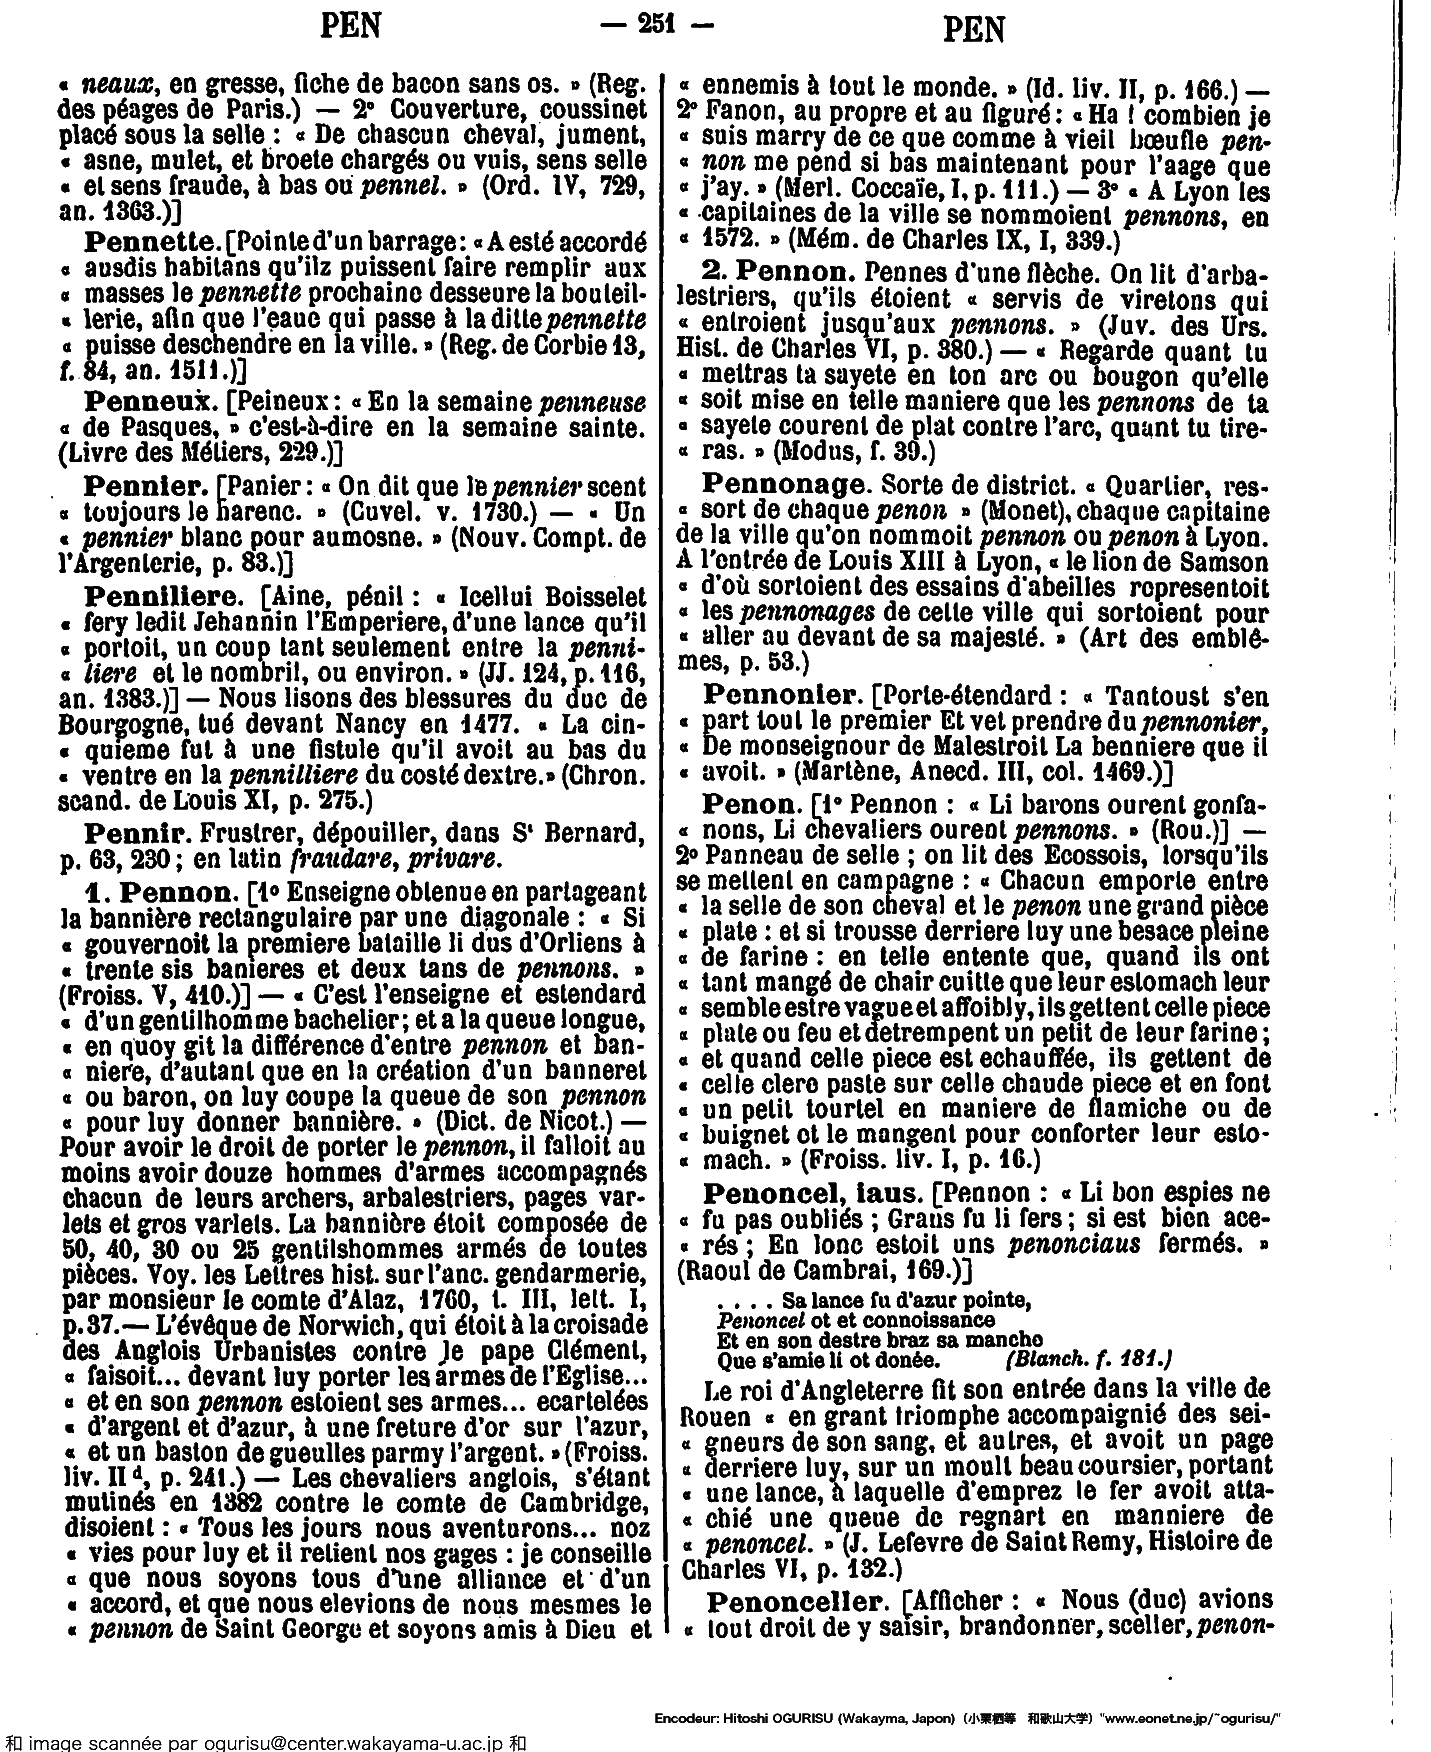 PEN — 251 — PEN
« neaux, en gresse, fiche de bacon sans os. » (Reg.
des péages de Paris.) — 2° Couverture, coussinet
placé sous la selle : « De chascun cheval, jument,
« asne, mulet, et broete chargés ou vuis, sens selle
« et sens fraude, à bas ou pennel. » (Ord. IV, 729,
an. 1363.)]
Pennette. [Pointe d'un barrage : « A esté accordé
« ausdis habitans qu'ilz puissent faire remplir aux
« masses le pennette prochaine desseure la bouteil-
« lerie, afin que l'eaue qui passe à la ditte pennette
« puisse deschendre en la ville. » (Reg. de Corbie 13,
f. 84, an. 1511.)]
Penneux. [Peineux : « En la semaine penneuse
« de Pasques, » c'est-à-dire en la semaine sainte.
(Livre des Métiers, 229.)]
Pennier. [Panier : « On dit que le pennier scent
« toujours le harenc. » (Cuvel. v. 1730.) — « Un
« pennier blanc pour aumosne. » (Nouv. Compt. de
l'Argenterie, p. 83.)]
Penniliere. [Aine, pénil : « Icellui Boisselet
« fery ledit Jehannin l'Emperiere, d'une lance qu'il
« portoit, un coup tant seulement entre la penni-
« liere et le nombril, ou environ. » (JJ. 124, p. 116,
an. 1383.)] — Nous lisons des blessures du duc de
Bourgogne, tué devant Nancy en 1477. « La cin-
« quieme fut à une fistule qu'il avoit au bas du
« ventre en la pennilliere du costé dextre. » (Chron.
scand. de Louis XI, p. 275.)
Pennir. Frustrer, dépouiller, dans St Bernard,
p. 63, 230 ; en latin fraudare, privare.
1. Pennon. [1° Enseigne obtenue en partageant
la bannière rectangulaire par une diagonale : « Si
« gouvernoit la premiere bataille li dus d'Orliens à
« trente sis banieres et deux tans de pennons. »
(Froiss. V, 410.)] — « C'est l'enseigne et estendard
« d'un gentilhomme bachelier ; et a la queue longue,
« en quoy git la différence d'entre pennon et ban-
« niere, d'autant que en la création d'un banneret
« ou baron, on luy coupe la queue de son pennon
« pour luy donner bannière. » (Dict. de Nicot.) —
Pour avoir le droit de porter le pennon, il falloit au
moins avoir douze hommes d'armes accompagnés
chacun de leurs archers, arbalestriers, pages var-
lets et gros varlets. La bannière étoit composée de
50, 40, 30 ou 25 gentilshommes armés de toutes
pièces. Voy. les Lettres hist. sur l'anc. gendarmerie,
par monsieur le comte d'Alaz, 1760, t. III, lett. I,
p. 37. — L'évêque de Norwich, qui étoit à la croisade
des Anglois Urbanistes contre le pape Clément,
« faisoit... devant luy porter les armes de l'Eglise...
« et en son pennon estoient ses armes... ecartelées
« d'argent et d'azur, à une freture d'or sur l'azur,
« et un baston de gueulles parmy l'argent. » (Froiss.
liv. II d, p. 241.) — Les chevaliers anglois, s'étant
mutinés en 1382 contre le comte de Cambridge,
disoient : « Tous les jours nous aventurons... noz
« vies pour luy et il retient nos gages : je conseille
« que nous soyons tous d'une alliance et d'un
« accord, et que nous elevions de nous mesmes le
« pennon de Saint George et soyons amis à Dieu et
« ennemis à tout le monde. » (Id. liv. II, p. 166.) —
2° Fanon, au propre et au figuré : « Ha ! combien je
« suis marry de ce que comme à vieil bœufle pen-
« non me pend si bas maintenant pour l'aage que
« j'ay. » (Merl. Coccaïe, I, p. 111.) — 3° « A Lyon les
« capitaines de la ville se nommoient pennons, en
« 1572. » (Mém. de Charles IX, I, 339.)
2. Pennon. Pennes d'une flèche. On lit d'arba-
lestriers, qu'ils étoient « servis de viretons qui
« entroient jusqu'aux pennons. » (Juv. des Urs.
Hist. de Charles VI, p. 380.) — « Regarde quant tu
« mettras ta sayete en ton arc ou bougon qu'elle
« soit mise en telle maniere que les pennons de ta
« sayete courent de plat contre l'arc, quant tu tire-
« ras. » (Modus, f. 39.)
Pennonage. Sorte de district. « Quartier, res-
« sort de chaque penon » (Monet), chaque capitaine
de la ville qu'on nommoit pennon ou penon à Lyon.
A l'entrée de Louis XIII à Lyon, « le lion de Samson
« d'où sortoient des essains d'abeilles representoit
« les pennonages de cette ville qui sortoient pour
« aller au devant de sa majesté. » (Art des emblê-
mes, p. 53.)
Pennonier. [Porte-étendard : « Tantoust s'en
« part tout le premier Et vet prendre du pennonier,
« De monseignour de Malestroit La benniere que il
« avoit. » (Martène, Anecd. III, col. 1469.)]
Penon. [1° Pennon : « Li barons ourent gonfa-
« nons, Li chevaliers ourent pennons. » (Rou.)] —
2° Panneau de selle ; on lit des Ecossois, lorsqu'ils
se mettent en campagne : « Chacun emporte entre
« la selle de son cheval et le penon une grand pièce
« plate : et si trousse derriere luy une besace pleine
« de farine : en telle entente que, quand ils ont
« tant mangé de chair cuitte que leur estomach leur
« semble estre vague et affoibly, ils gettent celle piece
« plate ou feu et detrempent un petit de leur farine ;
« et quand celle piece est echauffée, ils gettent de
« celle clere paste sur celle chaude piece et en font
« un petit tourtel en maniere de flamiche ou de
« buignet et le mangent pour conforter leur esto-
« mach. » (Froiss. liv. I, p. 16.)
Penoncel, iaus. [Pennon : « Li bon espies ne
« fu pas oubliés ; Grans fu li fers ; si est bien ace-
« rés ; En lonc estoit uns penonciaus fermés. »
(Raoul de Cambrai, 169.)]
. . . . Sa lance fu d'azur pointe,
Penoncel ot et connoissance
Et en son destre braz sa manche
Que s'amie li ot donée. (Blanch. f. 181.)
Le roi d'Angleterre fit son entrée dans la ville de
Rouen « en grant triomphe accompaignié des sei-
« gneurs de son sang, et autres, et avoit un page
« derriere luy, sur un moult beau coursier, portant
« une lance, à laquelle d'emprez le fer avoit atta-
« chié une queue de regnart en manniere de
« penoncel. » (J. Lefevre de Saint Remy, Histoire de
Charles VI, p. 132.)
Penonceller. [Afficher : « Nous (duc) avions
« tout droit de y saisir, brandonner, sceller, penon-
Encodeur: Hitoshi OGURISU (Wakayma, Japon) (小栗栖等 和歌山大学) "www.eonet.ne.jp/~ogurisu/"
和 image scannée par ogurisu@center.wakayama-u.ac.jp 和